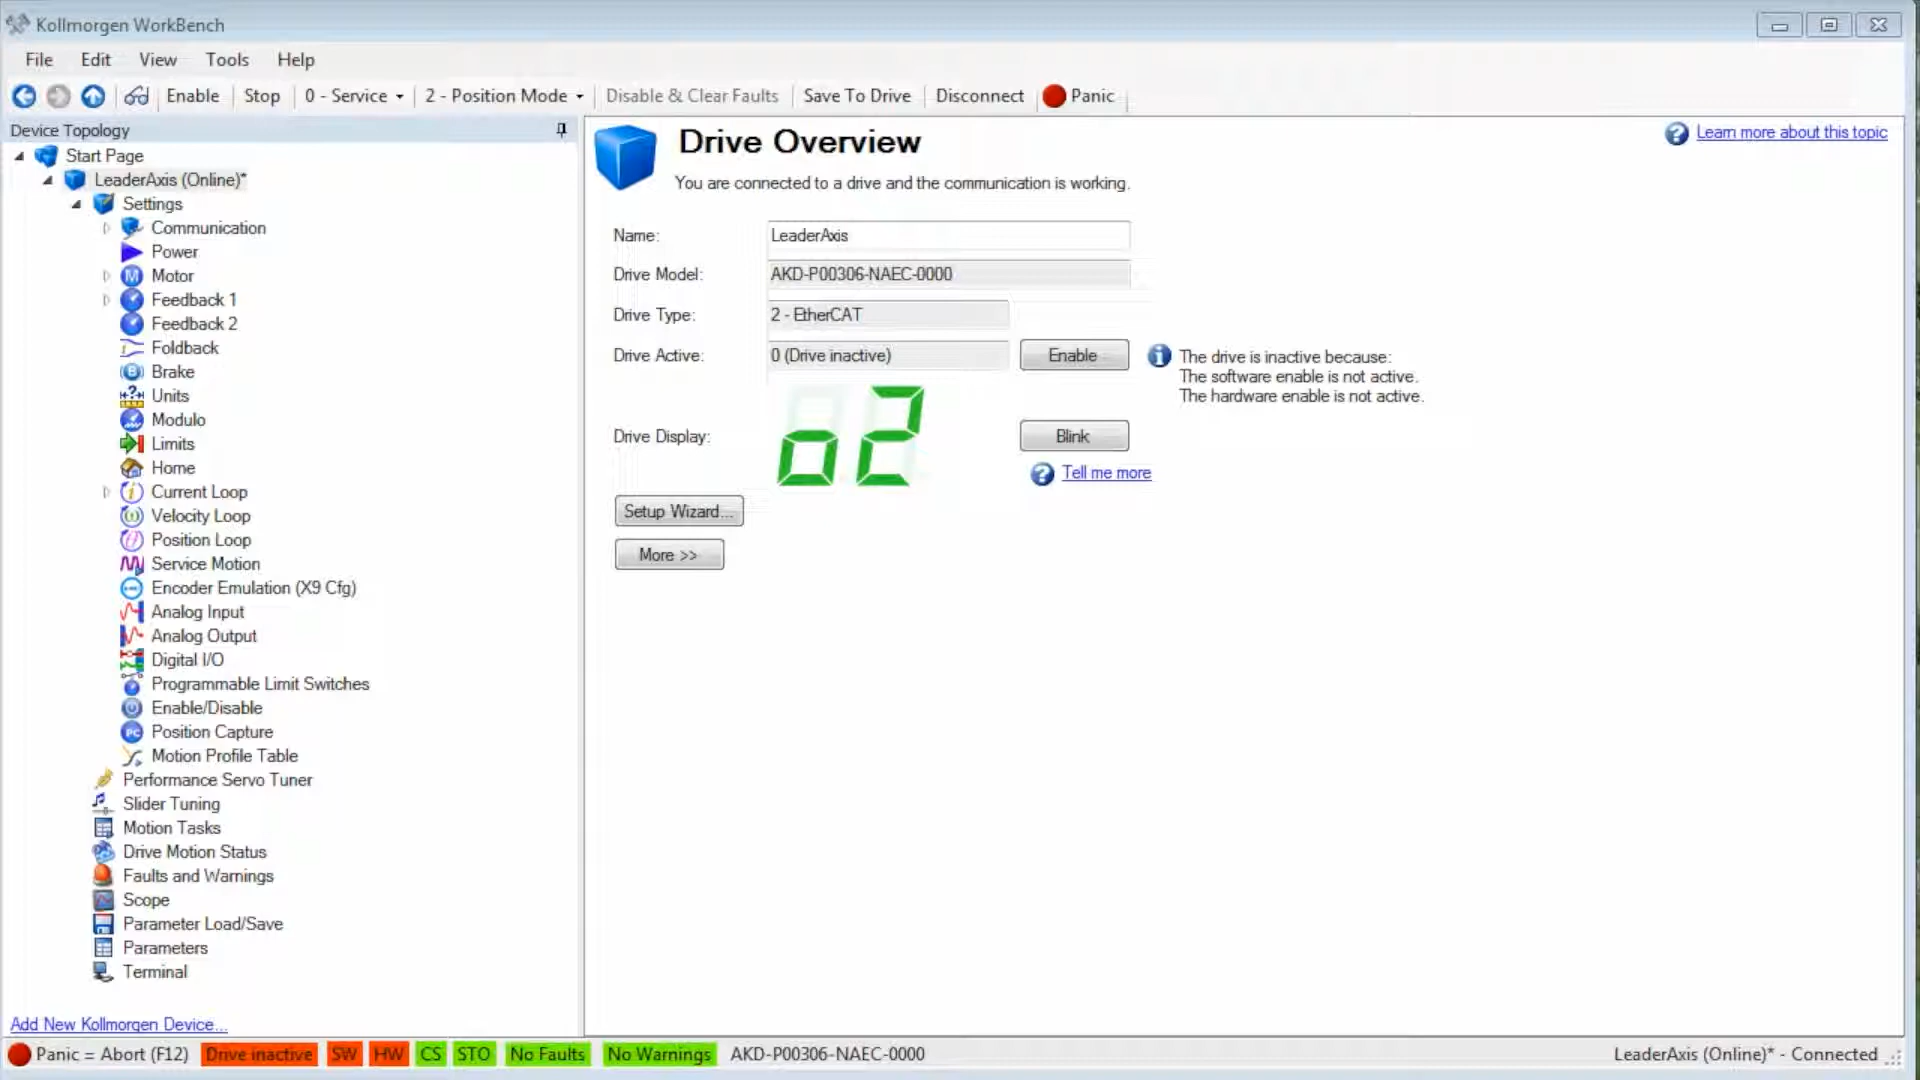 Kollmorgen WorkBench
File Edit View Tools Help
Enable Stop 0 - Service 2 - Position Mode Disable & Clear Faults Save To Drive Disconnect Panic
Device Topology
Start Page
LeaderAxis (Online)*
Settings
Communication
Power
Motor
Feedback 1
Feedback 2
Foldback
Brake
Units
Modulo
Limits
Home
Current Loop
Velocity Loop
Position Loop
Service Motion
Encoder Emulation (X9 Cfg)
Analog Input
Analog Output
Digital I/O
Programmable Limit Switches
Enable/Disable
Position Capture
Motion Profile Table
Performance Servo Tuner
Slider Tuning
Motion Tasks
Drive Motion Status
Faults and Warnings
Scope
Parameter Load/Save
Parameters
Terminal
Add New Kollmorgen Device...
Drive Overview
Learn more about this topic
You are connected to a drive and the communication is working.
Name: LeaderAxis
Drive Model: AKD-P00306-NAEC-0000
Drive Type: 2 - EtherCAT
Drive Active: 0 (Drive inactive) Enable
The drive is inactive because:
The software enable is not active.
The hardware enable is not active.
Drive Display: o2 Blink
Tell me more
Setup Wizard...
More >>
Panic = Abort (F12) Drive inactive SW HW CS STO No Faults No Warnings AKD-P00306-NAEC-0000 LeaderAxis (Online)* - Connected